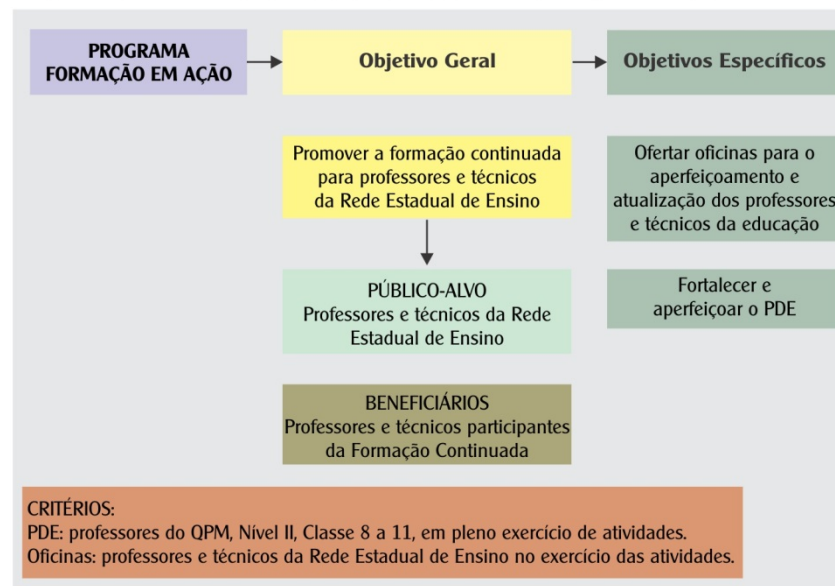 PROGRAMA
FORMAÇÃO EM AÇÃO
Objetivo Geral
Objetivos Específicos
Promover a formação continuada
para professores e técnicos
da Rede Estadual de Ensino
Ofertar oficinas para o
aperfeiçoamento e
atualização dos professores
e técnicos da educação
PÚBLICO-ALVO
Professores e técnicos da Rede
Estadual de Ensino
Fortalecer e
aperfeiçoar o PDE
BENEFICIÁRIOS
Professores e técnicos participantes
da Formação Continuada
CRITÉRIOS:
PDE: professores do QPM, Nível II, Classe 8 a 11, em pleno exercício de atividades.
Oficinas: professores e técnicos da Rede Estadual de Ensino no exercício das atividades.